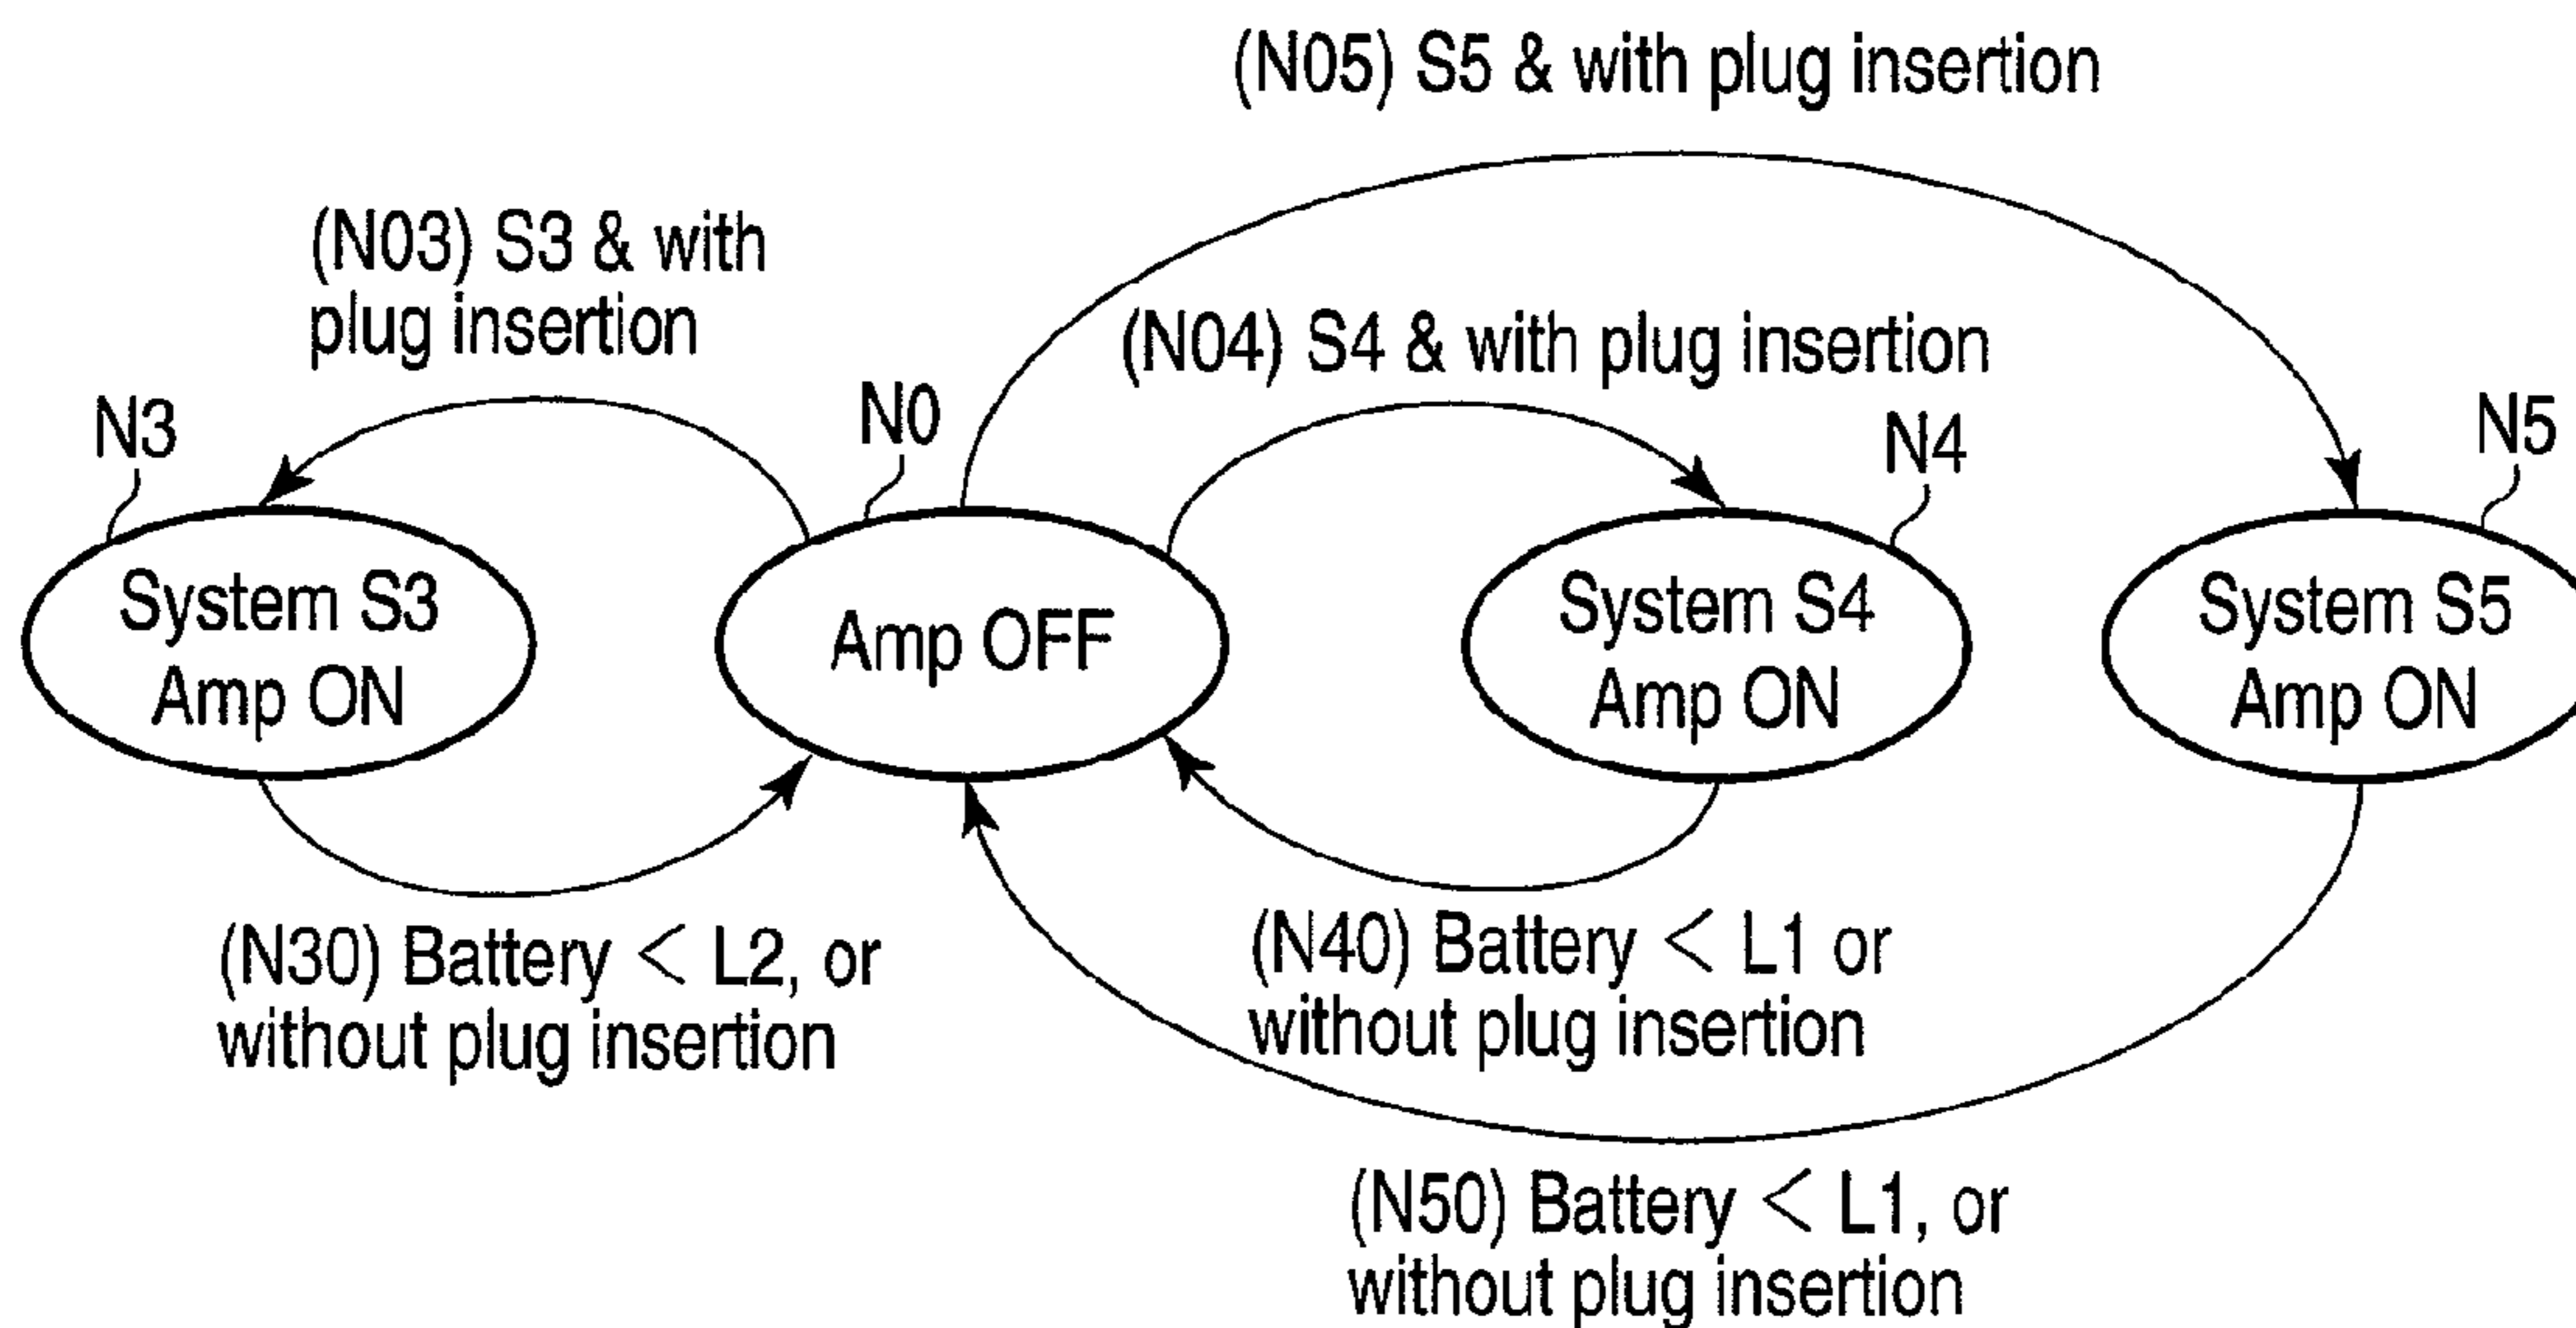 (N05) S5 & with plug insertion
(N03) S3 & with
plug insertion
(N04) S4 & with plug insertion
N3
N0
N4
N5
System S3
Amp ON
Amp OFF
System S4
Amp ON
System S5
Amp ON
(N30) Battery < L2, or
without plug insertion
(N40) Battery < L1 or
without plug insertion
(N50) Battery < L1, or
without plug insertion